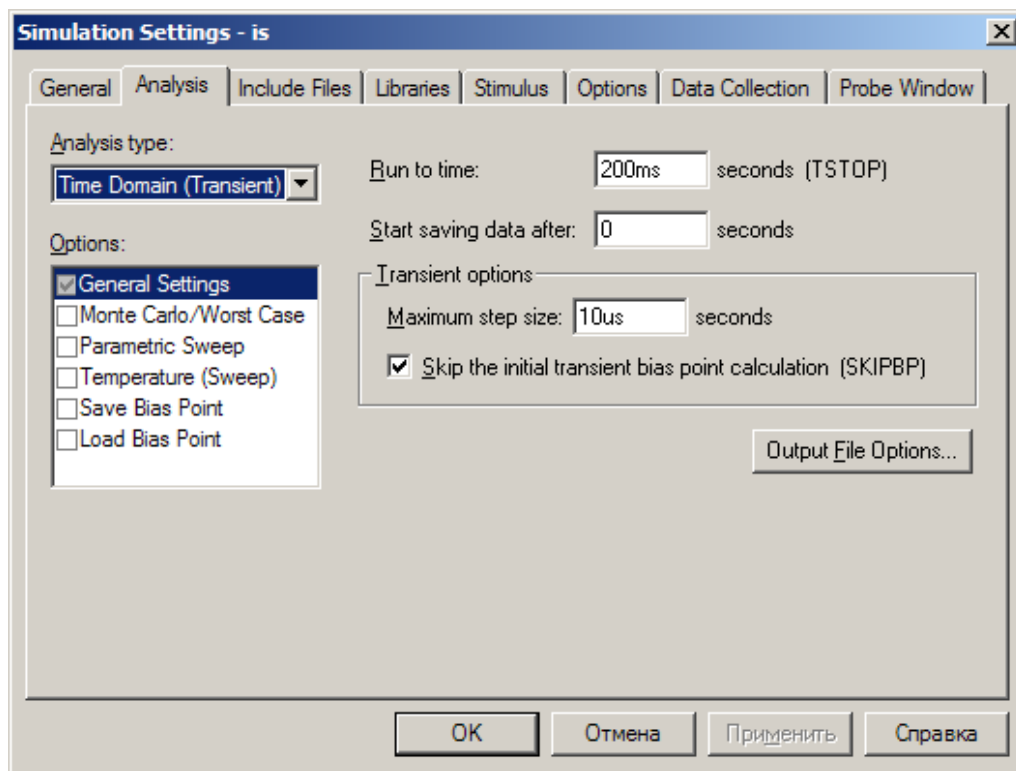 Simulation Settings - is
General Analysis Include Files Libraries Stimulus Options Data Collection Probe Window
Analysis type:
Time Domain (Transient)
Options:
General Settings
Monte Carlo/Worst Case
Parametric Sweep
Temperature (Sweep)
Save Bias Point
Load Bias Point
Run to time: 200ms seconds (TSTOP)
Start saving data after: 0 seconds
Transient options
Maximum step size: 10us seconds
Skip the initial transient bias point calculation (SKIPBP)
Output File Options...
OK Отмена Применить Справка